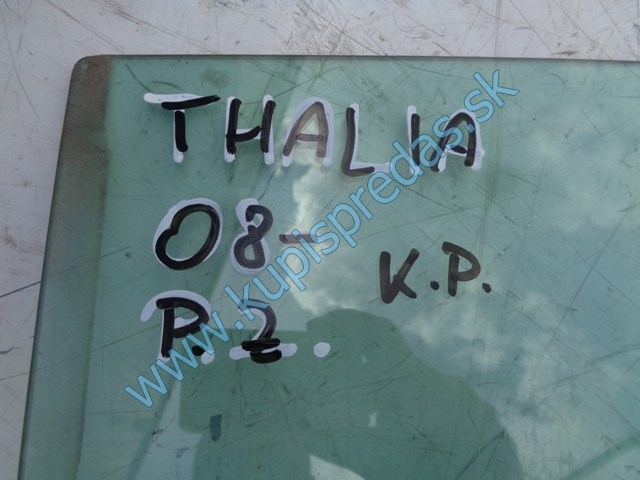 THALIA
08-
K.P.
P.Z.
www.kupispredas.sk